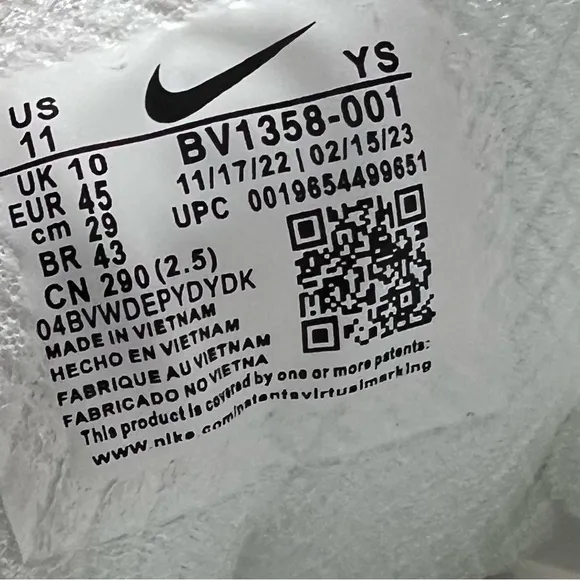 YS
US
11
UK 10
EUR 45
cm 29
BR 43
CN 290 (2.5)
BV1358-001
11/17/22 | 02/15/23
UPC 0019654499651
04BVWDEPYDYDK
MADE IN VIETNAM
HECHO EN VIETNAM
FABRIQUE AU VIETNAM
FABRICADO NO VIETNA
This product is covered by one or more patents:
www.nike.com/patentsvirtualmarking